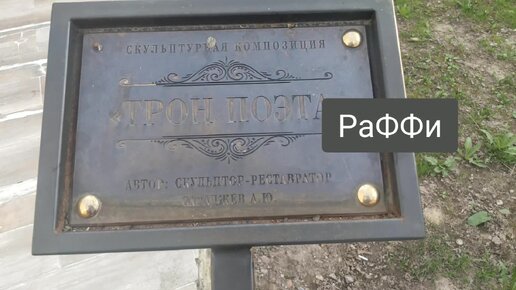 СКУЛЬПТУРНАЯ КОМПОЗИЦИЯ
«ТРОН ПОЭТА
РаФФи
АВТОР: СКУЛЬПТОР-РЕСТАВРАТОР
А.Ю.